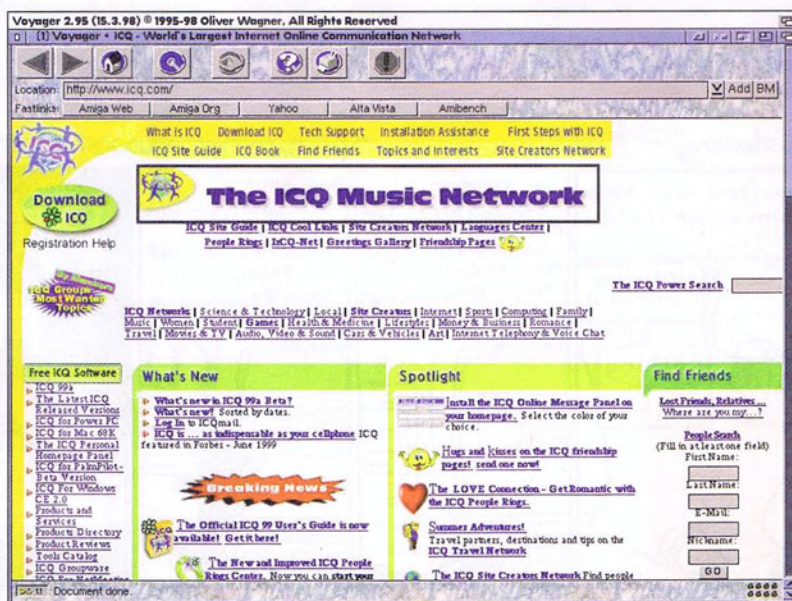 Voyager 2.95 (15.3.98) © 1995-98 Oliver Wagner, All Rights Reserved
[1] Voyager • ICQ - World's Largest Internet Online Communication Network
Location: http://www.icq.com/ Add BM
Fastlinks: Amiga Web Amiga Org Yahoo Alta Vista Amibench
What is ICQ Download ICQ Tech Support Installation Assistance First Steps with ICQ
ICQ Site Guide ICQ Book Find Friends Topics and Interests Site Creators Network
ICQ
Download
ICQ
Registration Help
The ICQ Music Network
ICQ Site Guide | ICQ Cool Links | Site Creators Network | Languages Center |
People Rings | IrCQ-Net | Greetings Gallery | Friendship Pages
By Members
ICQ Groups
Most Wanted
Topics
The ICQ Power Search
ICQ Networks | Science & Technology | Local | Site Creators | Internet | Sports | Computing | Family |
Music | Women | Student | Games | Health & Medicine | Lifestyles | Money & Business | Romance |
Travel | Movies & TV | Audio, Video & Sound | Cars & Vehicles | Art | Internet Telephony & Voice Chat
Free ICQ Software
ICQ 99a
The Latest ICQ
Released Versions
ICQ for Power PC
ICQ for Mac 68K
The ICQ Personal
Homepage Panel
ICQ for PalmPilot-
Beta Version
ICQ For Windows
CE 2.0
Products and
Services
Products Directory
Product Reviews
Tools Catalog
ICQ Groupware
ICQ For NetMeeting
What's New
What's new in ICQ 99a Beta?
What's new? Sorted by dates.
Log In to ICQmail.
ICQ is ... as indispensable as your cellphone ICQ
featured in Forbes - June 1999
Breaking News
The Official ICQ 99 User's Guide is now
available! Get it here!
The New and Improved ICQ People
Rings Center. Now you can start your
Spotlight
Install the ICQ Online Message Panel on
your homepage. Select the color of your
choice.
Hugs and kisses on the ICQ friendship
pages! send one now!
The LOVE Connection - Get Romantic with
the ICQ People Rings.
Summer Adventures!
Travel partners, destinations and tips on the
ICQ Travel Network
The ICQ Site Creators Network Find people
Find Friends
Lost Friends, Relatives ...
Where are you my...?
People Search
(Fill in at least one field)
First Name:
Last Name:
E-Mail:
Nickname:
GO
Document done.